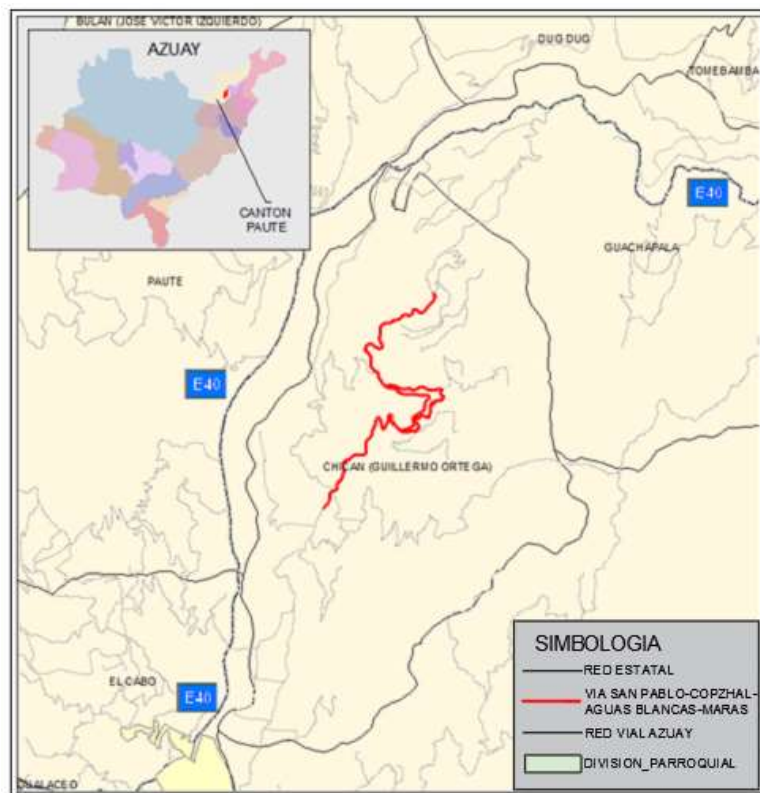 BULAN (JOSE VICTOR IZQUIERDO)
AZUAY
CANTON
PAUTE
DUG DUG
TOMEBAMBA
E40
GUACHAPALA
PAUTE
E40
CHICAN (GUILLERMO ORTEGA)
EL CABO
E40
GUALACEO
SIMBOLOGIA
RED ESTATAL
VIA SAN PABLO-COPZHAL-
AGUAS BLANCAS-MARAS
RED VIAL AZUAY
DIVISION_PARROQUIAL